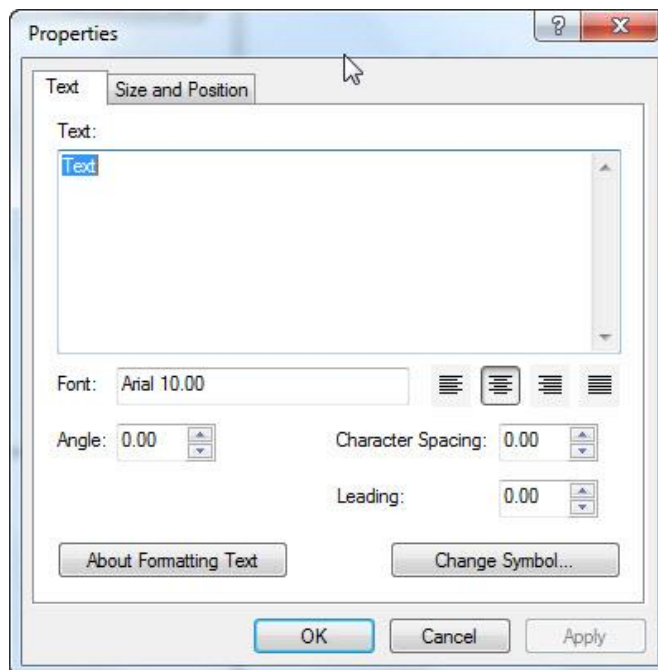 Properties
Text Size and Position
Text:
Text
Font: Arial 10.00
Angle: 0.00 Character Spacing: 0.00
Leading: 0.00
About Formatting Text Change Symbol...
OK Cancel Apply